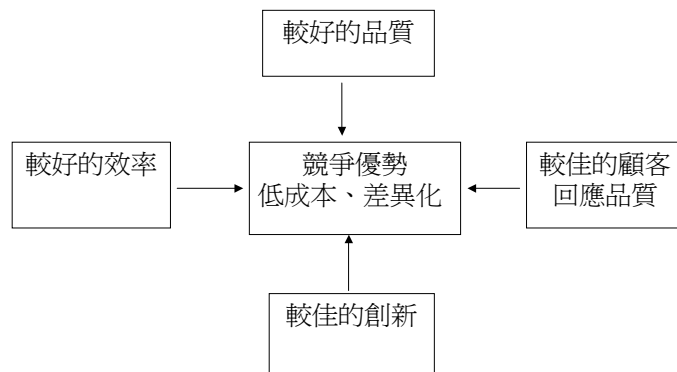 較好的品質
較好的效率
競爭優勢
低成本、差異化
較佳的顧客
回應品質
較佳的創新